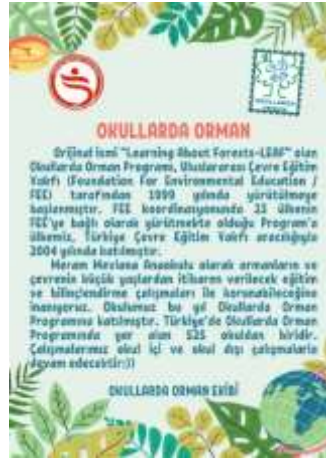 OKULLARDA ORMAN
Orijinal ismi "Learning About Forests-LEAF" olan
Okullarda Orman Programı, Uluslararası Çevre Eğitim
Vakfı (Foundation For Environmental Education /
FEE) tarafından 1999 yılında yürütülmeye
başlanmıştır. FEE koordinasyonunda 23 ülkenin
FEE'ye bağlı olarak yürütmekte olduğu Program'a
ülkemiz, Türkiye Çevre Eğitim Vakfı aracılığıyla
2004 yılında katılmıştır.
Meram Mevlana Anaokulu olarak ormanların ve
çevrenin küçük yaşlardan itibaren verilecek eğitim
ve bilinçlendirme çalışmaları ile korunabileceğine
inanıyoruz. Okulumuz bu yıl Okullarda Orman
Programına katılmıştır. Türkiye'de Okullarda Orman
Programında yer alan 525 okuldan biridir.
Çalışmalarımız okul içi ve okul dışı çalışmalarla
devam edecektir:))
OKULLARDA ORMAN EKİBİ